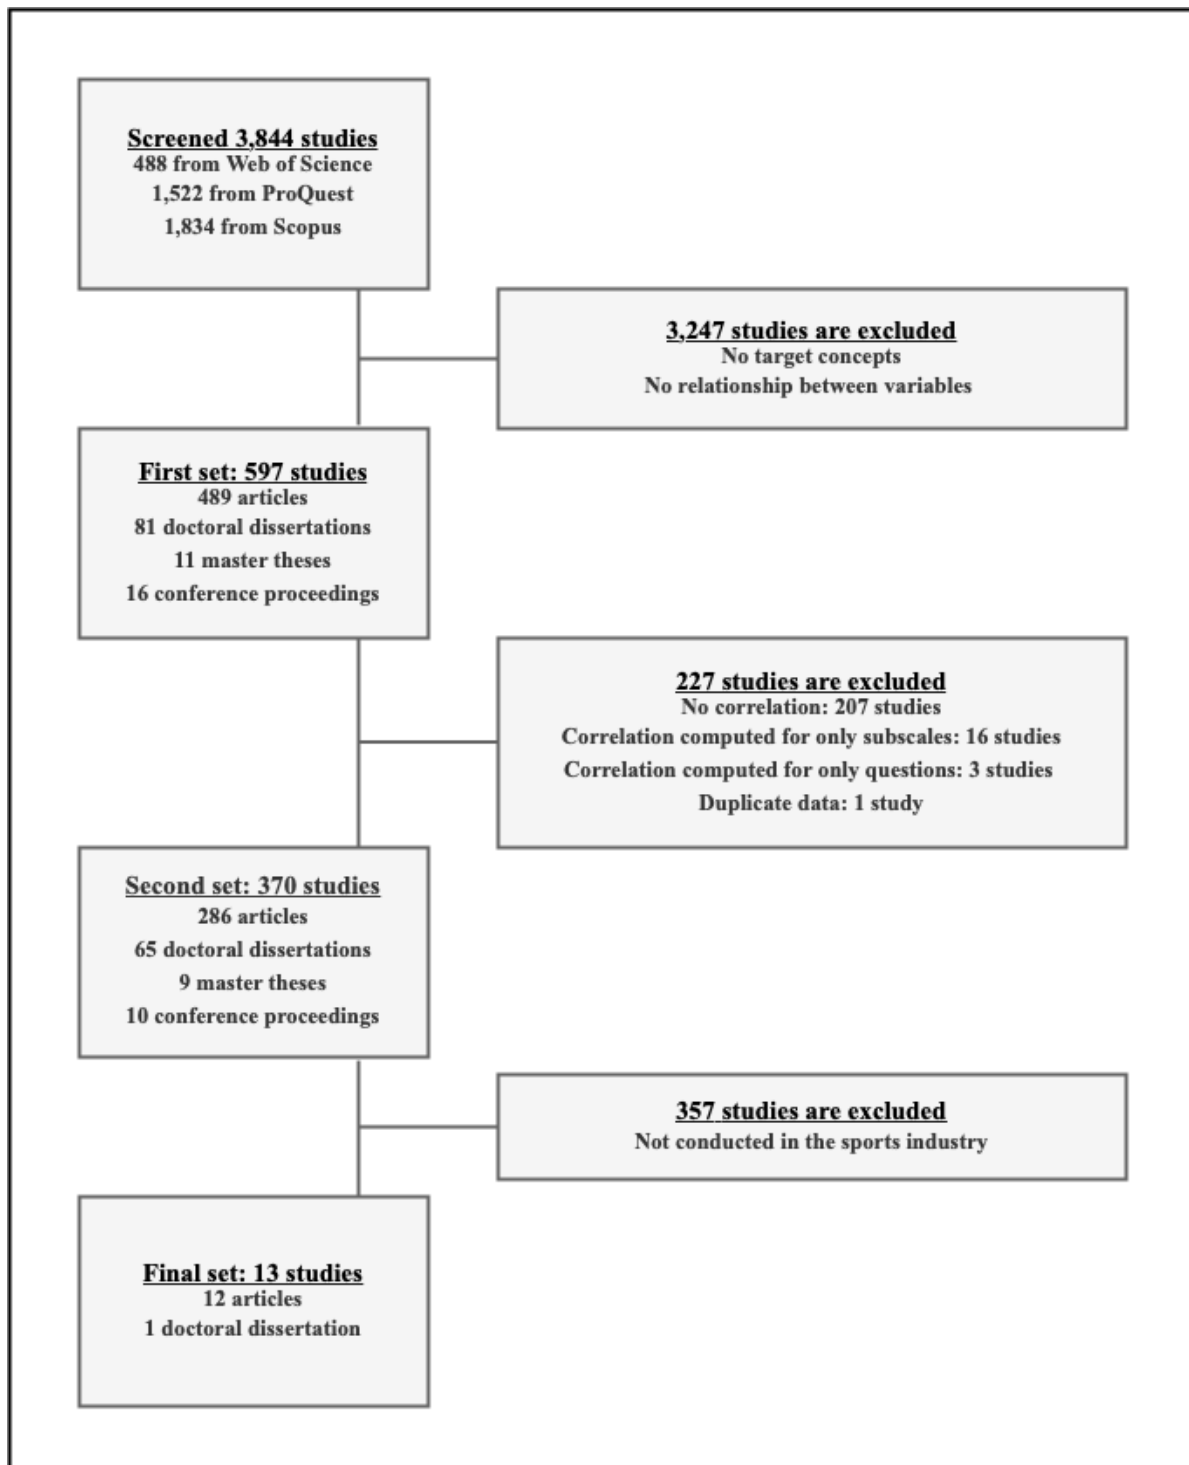 Screened 3,844 studies
488 from Web of Science
1,522 from ProQuest
1,834 from Scopus
3,247 studies are excluded
No target concepts
No relationship between variables
First set: 597 studies
489 articles
81 doctoral dissertations
11 master theses
16 conference proceedings
227 studies are excluded
No correlation: 207 studies
Correlation computed for only subscales: 16 studies
Correlation computed for only questions: 3 studies
Duplicate data: 1 study
Second set: 370 studies
286 articles
65 doctoral dissertations
9 master theses
10 conference proceedings
357 studies are excluded
Not conducted in the sports industry
Final set: 13 studies
12 articles
1 doctoral dissertation